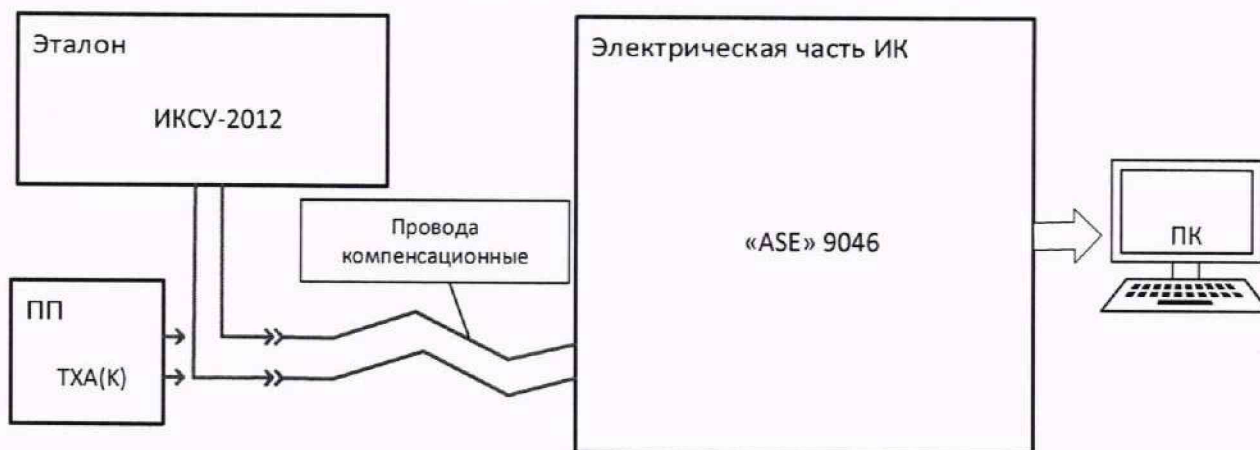 Эталон
ИКСУ-2012
Электрическая часть ИК
Провода
компенсационные
«ASE» 9046
ПК
ПП
ТХА(К)